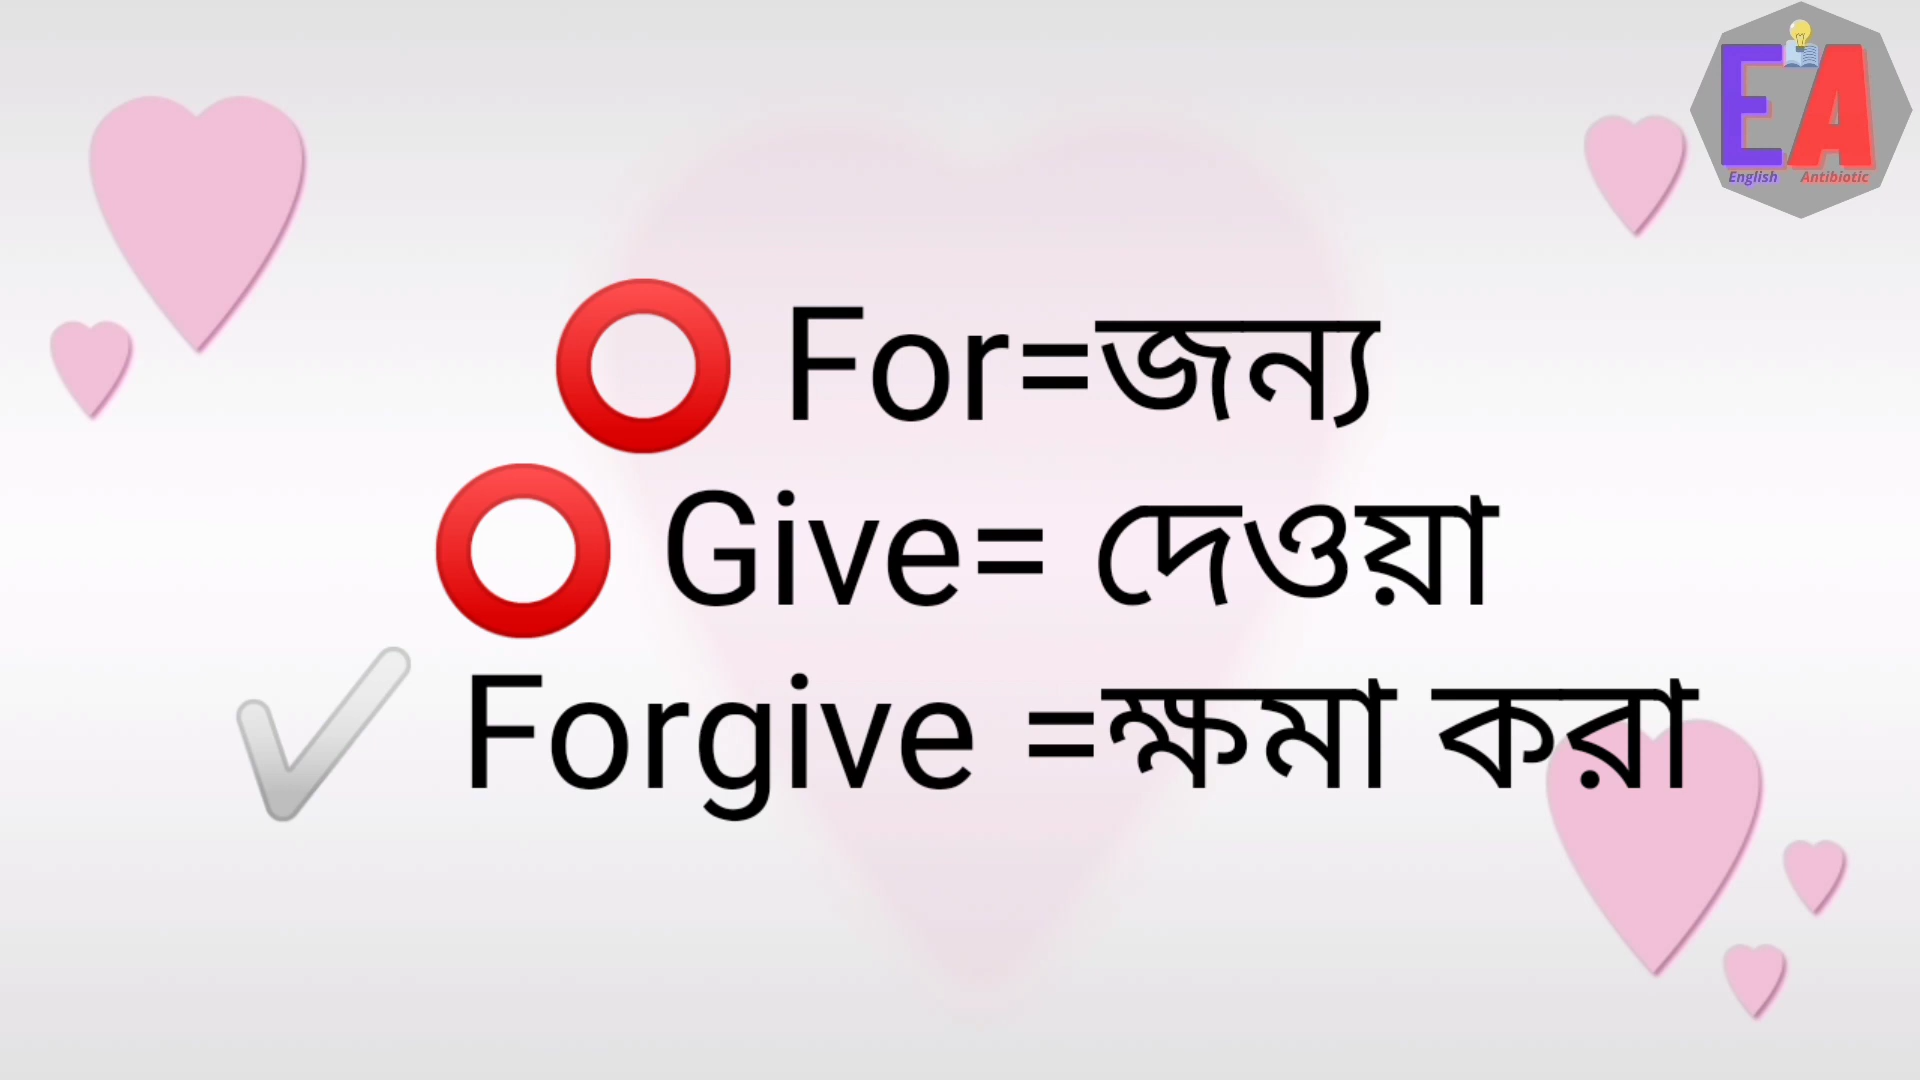 EA
English Antibiotic
⭕ For=জন্য
⭕ Give= দেওয়া
✔ Forgive =ক্ষমা করা